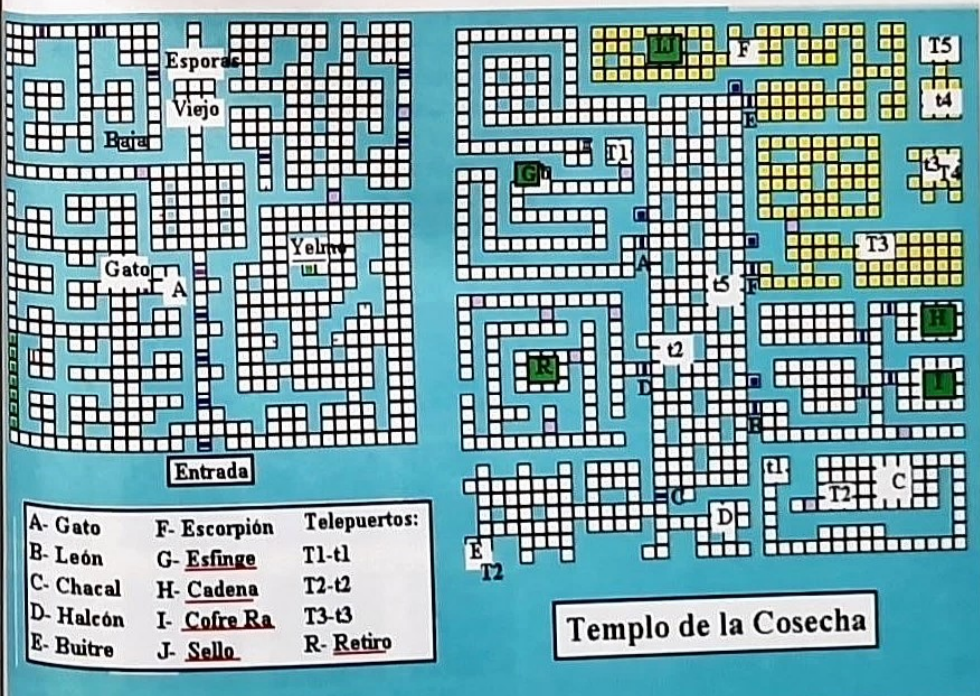 Esporas
Viejo
Baja
Gato
A
Yelmo
Entrada
F
T5
t4
E
T1
G
t3
T4
A
T3
t5
F
H
t2
R
D
I
B
t1
C
T2
C
D
E
T2
A- Gato
B- León
C- Chacal
D- Halcón
E- Buitre
F- Escorpión
G- Esfinge
H- Cadena
I- Cofre Ra
J- Sello
Telepuertos:
T1-t1
T2-t2
T3-t3
R- Retiro
Templo de la Cosecha